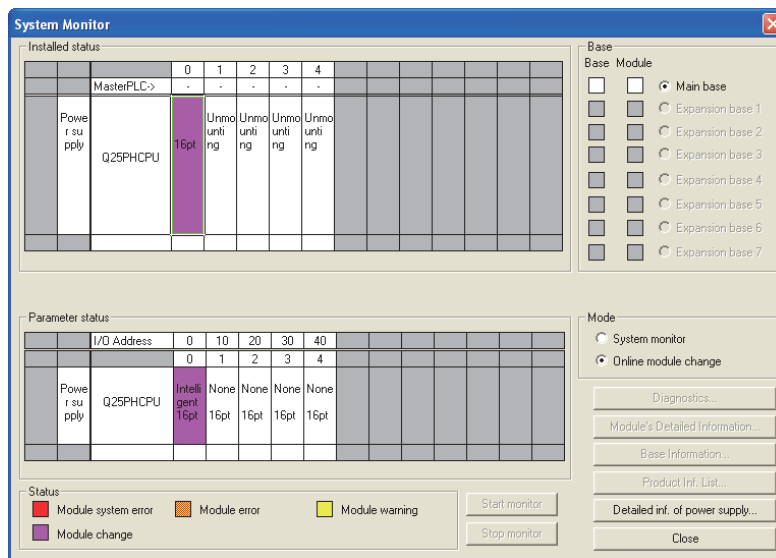 System Monitor
Installed status
0 1 2 3 4
MasterPLC-> - - - - -
Powe
r su
pply
Q25PHCPU
16pt
Unmo
unti
ng
Unmo
unti
ng
Unmo
unti
ng
Unmo
unti
ng
Base
Base Module
Main base
Expansion base 1
Expansion base 2
Expansion base 3
Expansion base 4
Expansion base 5
Expansion base 6
Expansion base 7
Parameter status
I/O Address 0 10 20 30 40
0 1 2 3 4
Powe
r su
pply
Q25PHCPU
Intelli
gent
16pt
None
16pt
None
16pt
None
16pt
None
16pt
Mode
System monitor
Online module change
Diagnostics...
Module's Detailed Information...
Base Information...
Product Inf. List...
Detailed inf. of power supply...
Close
Status
Module system error
Module error
Module warning
Module change
Start monitor
Stop monitor